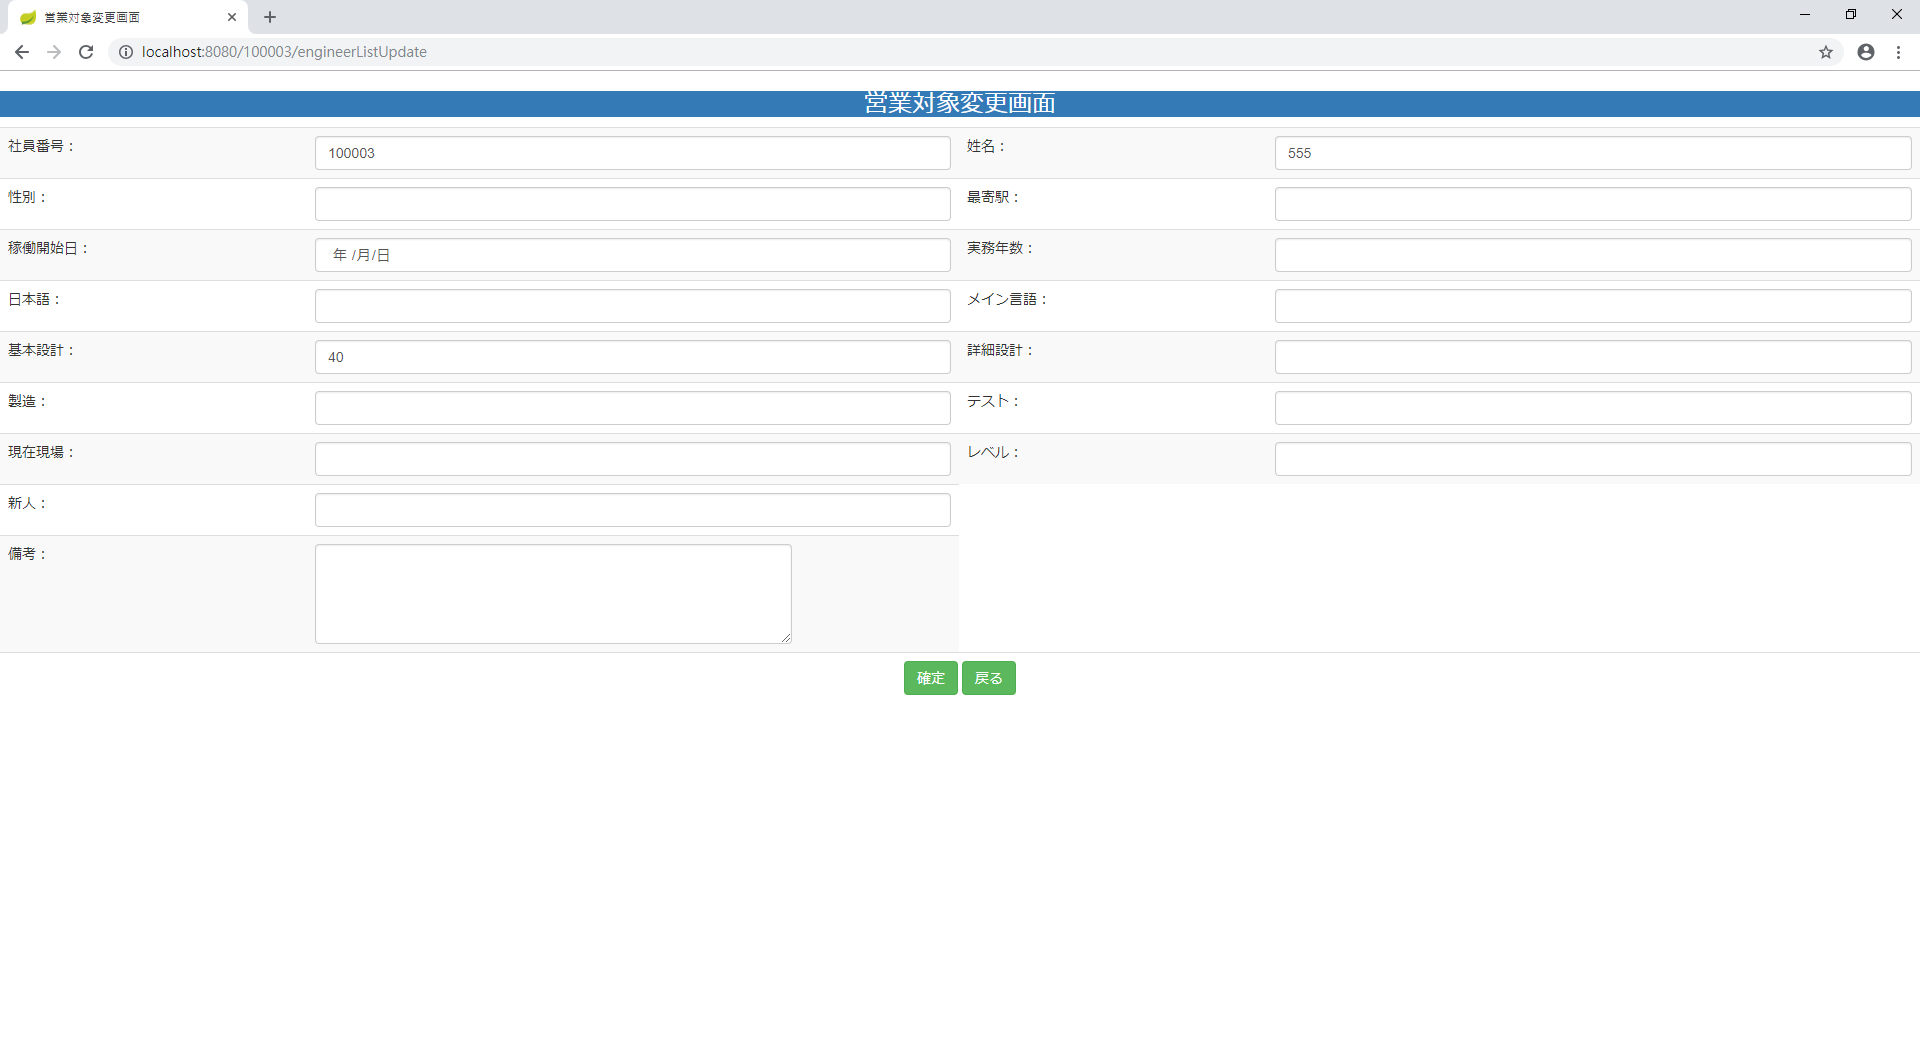 営業対象変更画面
localhost:8080/100003/engineerListUpdate
営業対象変更画面
社員番号： 100003 姓名： 555
性別： 最寄駅：
稼働開始日： 年 /月/日 実務年数：
日本語： メイン言語：
基本設計： 40 詳細設計：
製造： テスト：
現在現場： レベル：
新人：
備考：
確定 戻る